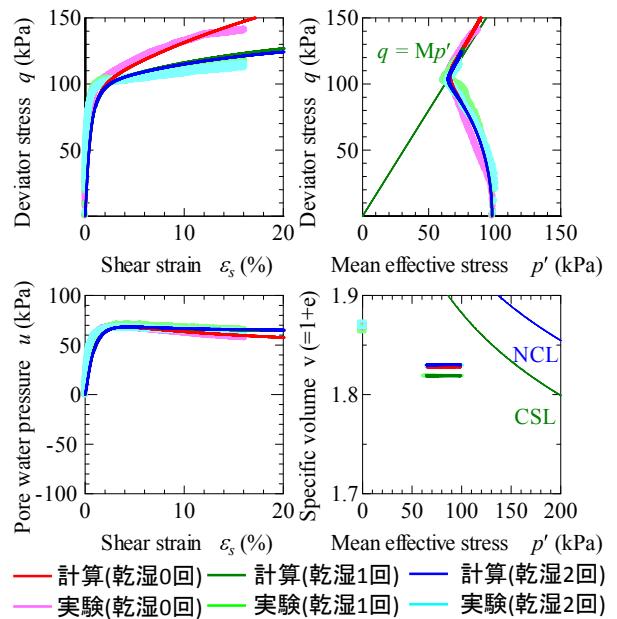 150
100
50
Deviator stress q (kPa)
0 10 20
Shear strain εs (%)
150
100
50
Deviator stress q (kPa)
q = Mp'
0 50 100 150
Mean effective stress p' (kPa)
100
50
0
-50
-100
Pore water pressure u (kPa)
0 10 20
Shear strain εs (%)
1.9
1.8
1.7
Specific volume v (=1+e)
NCL
CSL
0 100 200
Mean effective stress p' (kPa)
計算(乾湿0回) 計算(乾湿1回) 計算(乾湿2回)
実験(乾湿0回) 実験(乾湿1回) 実験(乾湿2回)